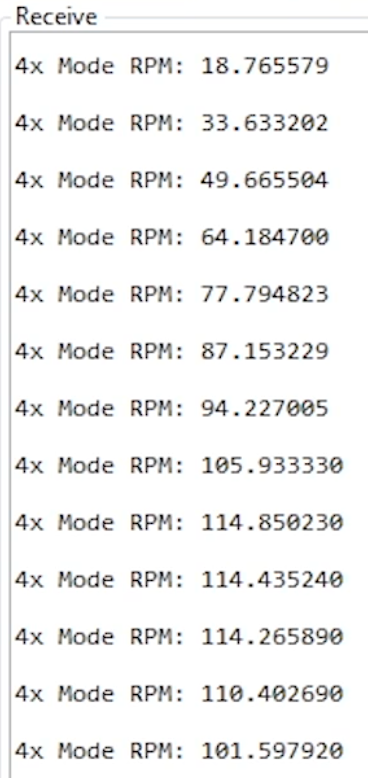 Receive
4x Mode RPM: 18.765579
4x Mode RPM: 33.633202
4x Mode RPM: 49.665504
4x Mode RPM: 64.184700
4x Mode RPM: 77.794823
4x Mode RPM: 87.153229
4x Mode RPM: 94.227005
4x Mode RPM: 105.933330
4x Mode RPM: 114.850230
4x Mode RPM: 114.435240
4x Mode RPM: 114.265890
4x Mode RPM: 110.402690
4x Mode RPM: 101.597920